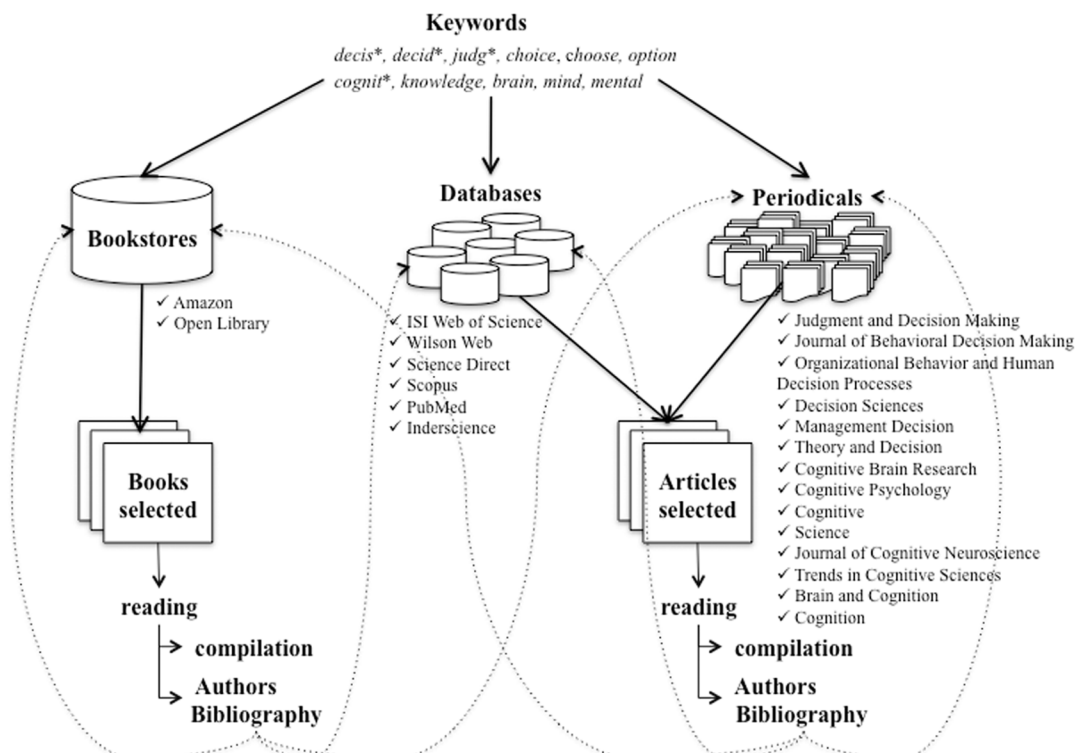 Keywords
decis*, decid*, judg*, choice, choose, option
cognit*, knowledge, brain, mind, mental
Bookstores
✓ Amazon
✓ Open Library
Books
selected
reading
compilation
Authors
Bibliography
Databases
✓ ISI Web of Science
✓ Wilson Web
✓ Science Direct
✓ Scopus
✓ PubMed
✓ Inderscience
Periodicals
✓ Judgment and Decision Making
✓ Journal of Behavioral Decision Making
✓ Organizational Behavior and Human
Decision Processes
✓ Decision Sciences
✓ Management Decision
✓ Theory and Decision
✓ Cognitive Brain Research
✓ Cognitive Psychology
✓ Cognitive
✓ Science
✓ Journal of Cognitive Neuroscience
✓ Trends in Cognitive Sciences
✓ Brain and Cognition
✓ Cognition
Articles
selected
reading
compilation
Authors
Bibliography